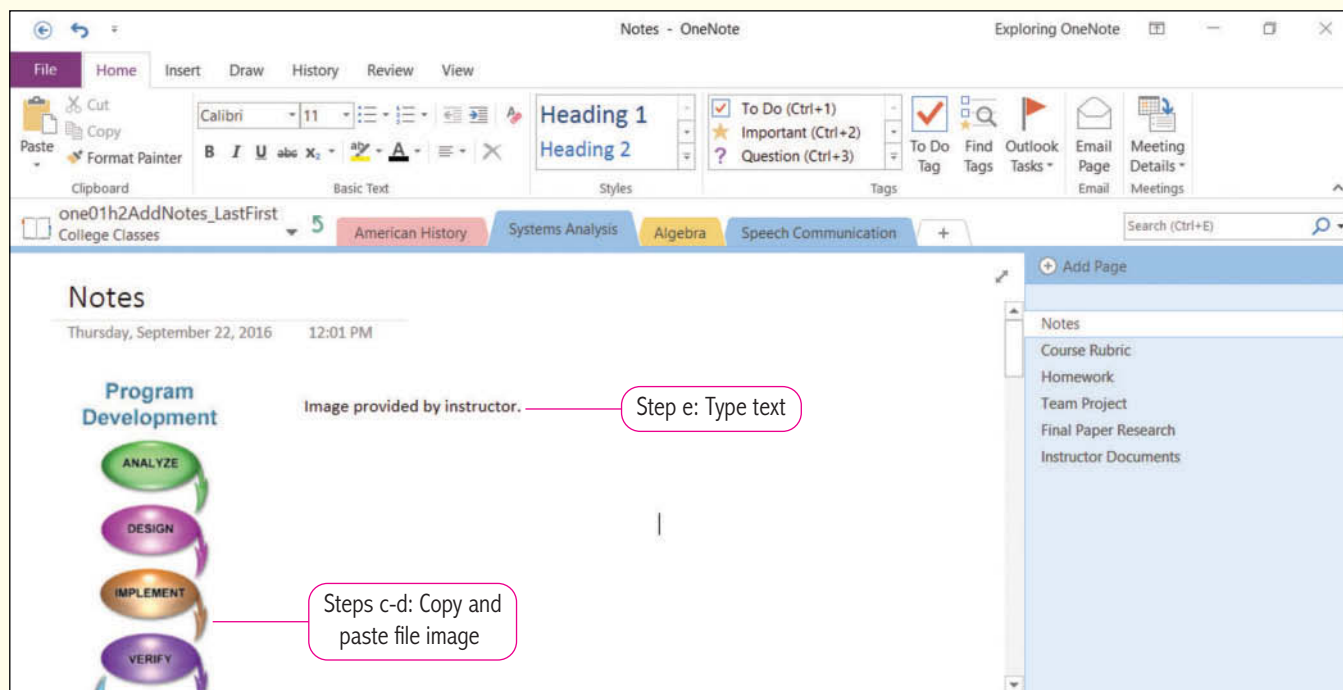 Notes - OneNote
Exploring OneNote
File Home Insert Draw History Review View
Paste
Cut
Copy
Format Painter
Clipboard
Calibri 11
B I U abc X₂ aby A
Basic Text
Heading 1
Heading 2
Styles
To Do (Ctrl+1)
Important (Ctrl+2)
Question (Ctrl+3)
To Do
Tag
Find
Tags
Outlook
Tasks
Tags
Email
Page
Email
Meeting
Details
Meetings
one01h2AddNotes_LastFirst
College Classes
American History
Systems Analysis
Algebra
Speech Communication
+
Search (Ctrl+E)
Add Page
Notes
Thursday, September 22, 2016 12:01 PM
Program
Development
ANALYZE
DESIGN
IMPLEMENT
VERIFY
Image provided by instructor.
Step e: Type text
Steps c-d: Copy and
paste file image
Notes
Course Rubric
Homework
Team Project
Final Paper Research
Instructor Documents